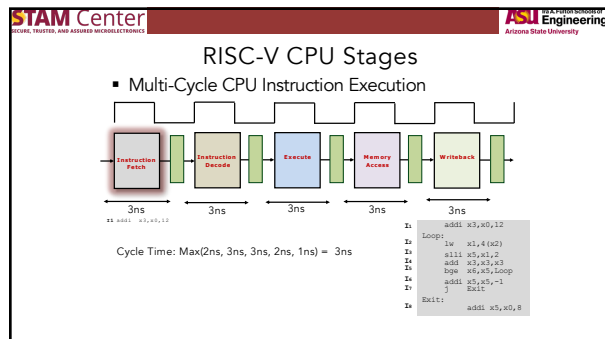 STAM Center
SECURE, TRUSTED, AND ASSURED MICROELECTRONICS
ASU Ira A. Fulton Schools of
Engineering
Arizona State University
RISC-V CPU Stages
▪ Multi-Cycle CPU Instruction Execution
Instruction
Fetch
Instruction
Decode
Execute
Memory
Access
Writeback
3ns 3ns 3ns 3ns 3ns
I1 addi x3,x0,12
Cycle Time: Max(2ns, 3ns, 3ns, 2ns, 1ns) = 3ns
I1 addi x3,x0,12
Loop:
I2 lw x1,4(x2)
I3 slli x5,x1,2
I4 add x3,x3,x3
I5 bge x6,x5,Loop
I6 addi x5,x5,-1
I7 j Exit
Exit:
I8 addi x5,x0,8